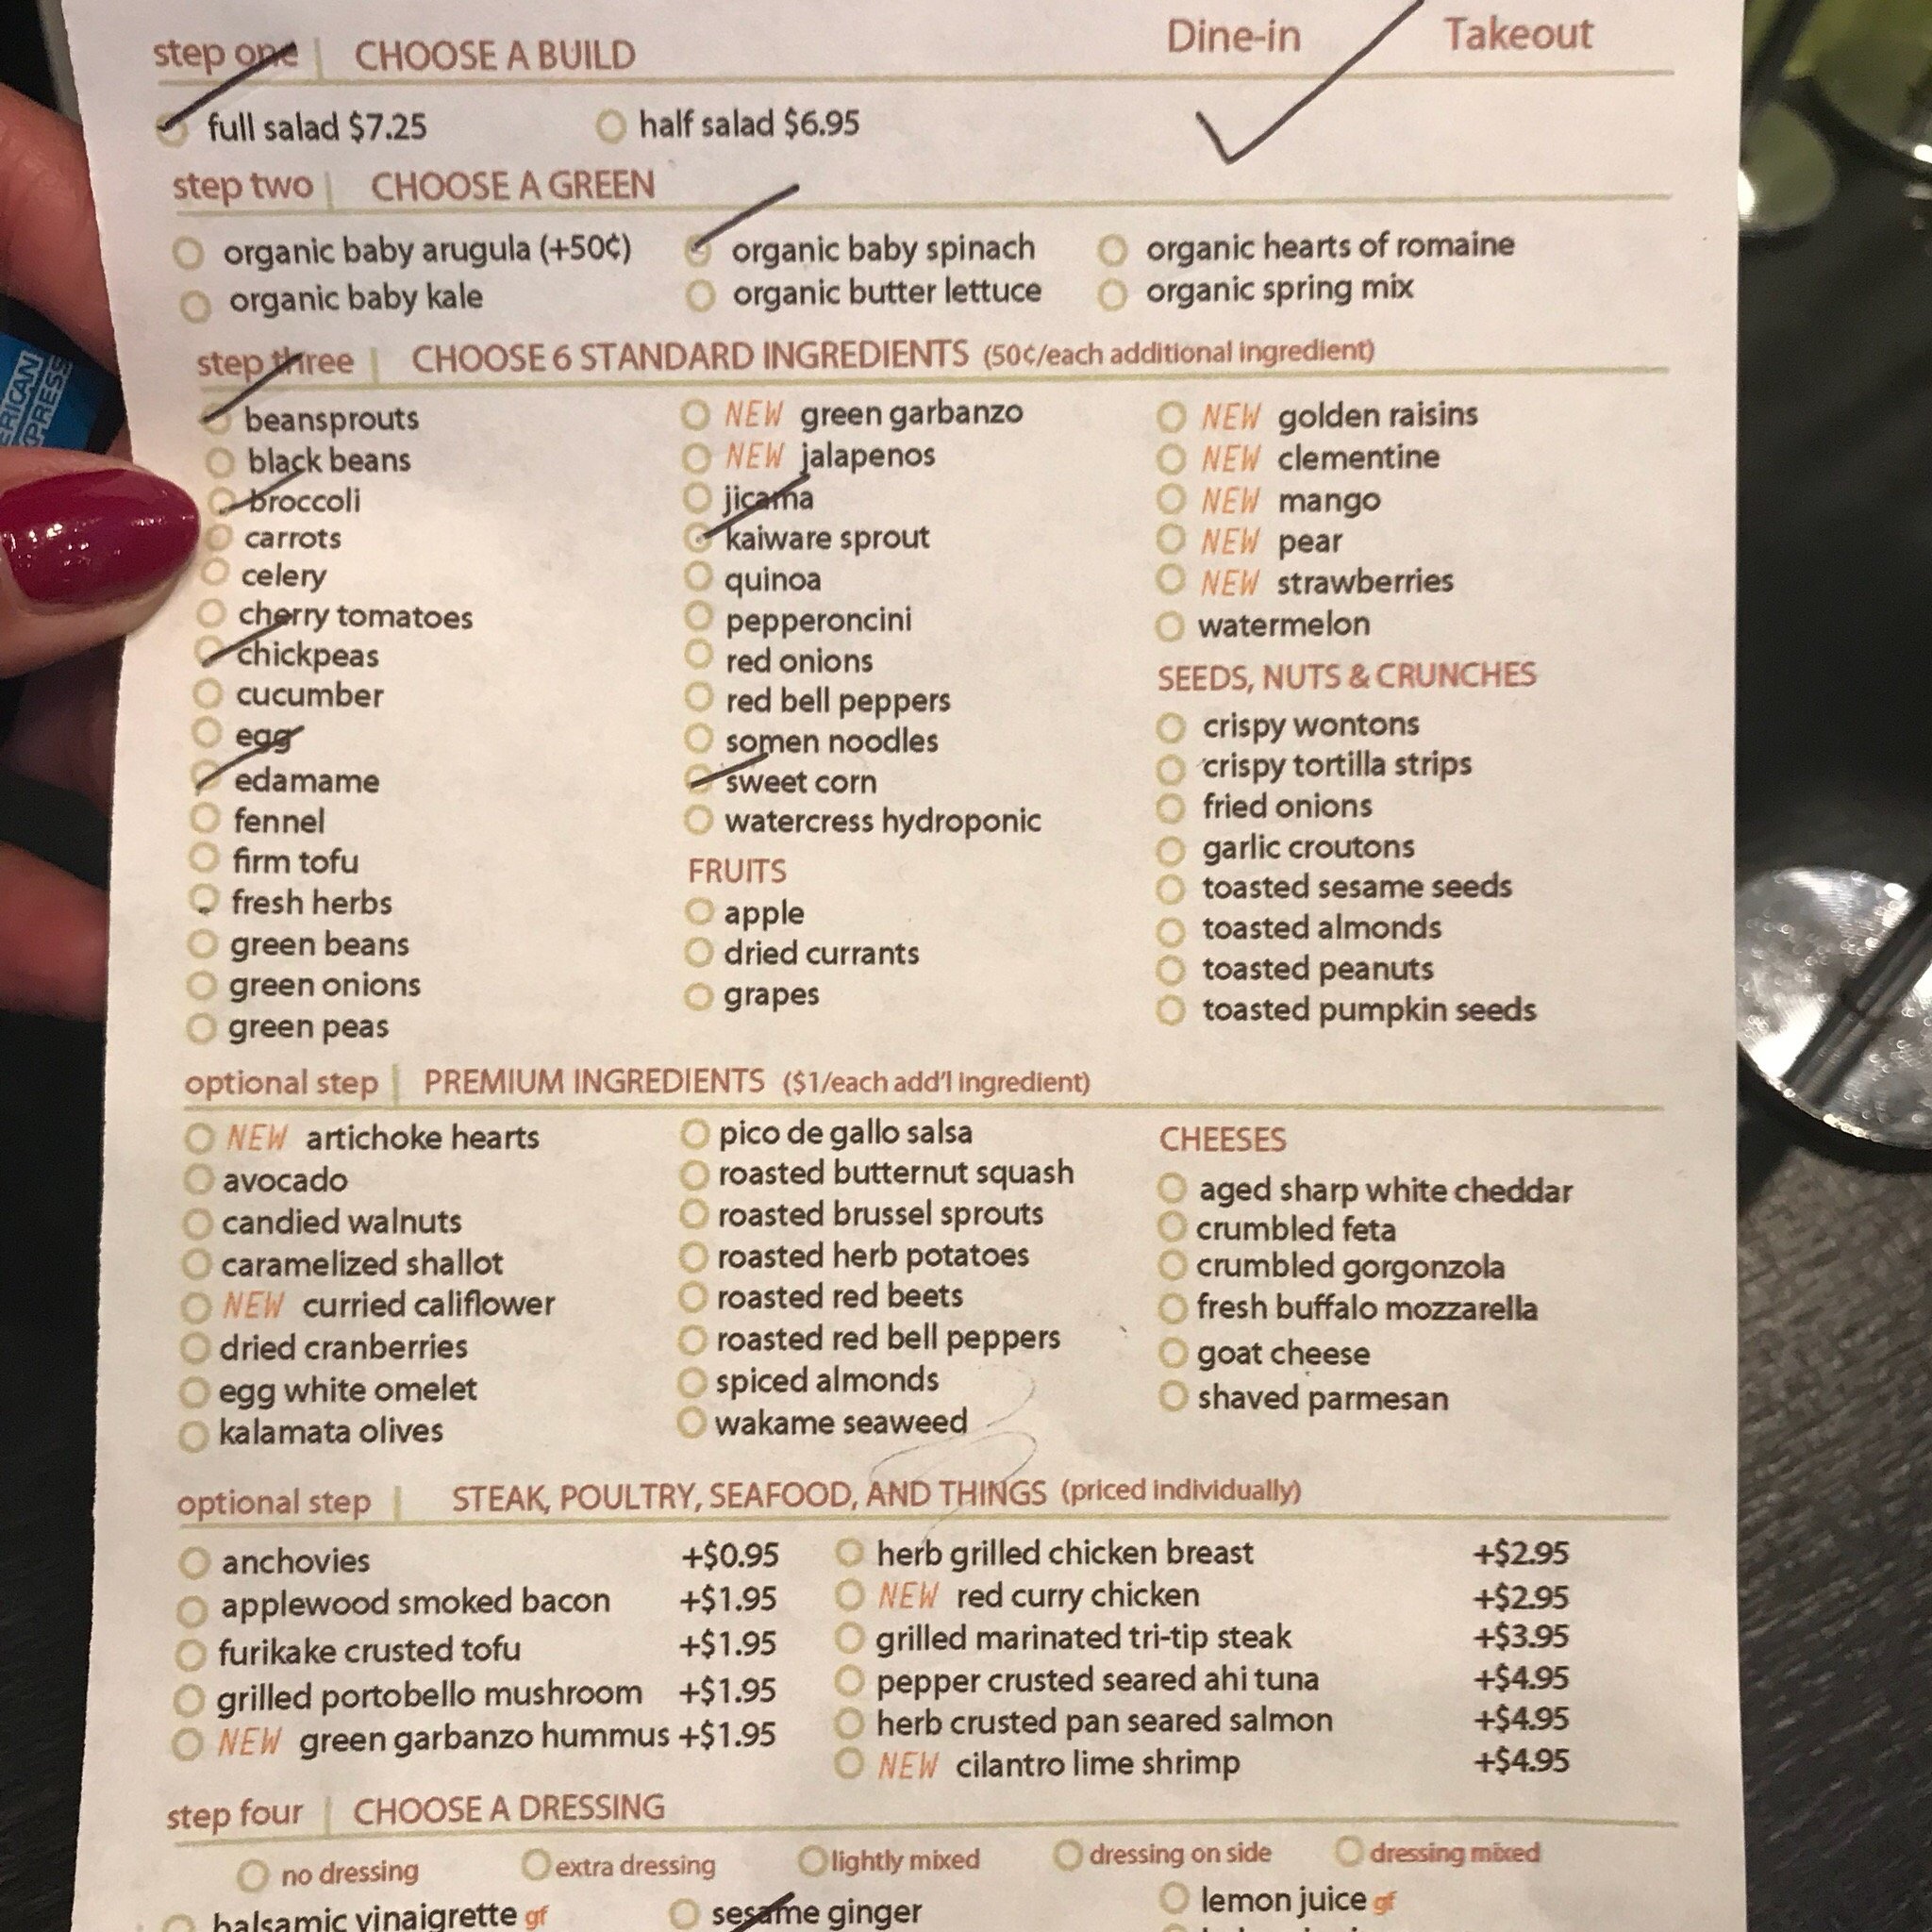 Dine-in Takeout
step one | CHOOSE A BUILD
full salad $7.25 half salad $6.95
step two | CHOOSE A GREEN
organic baby arugula (+50¢) organic baby spinach organic hearts of romaine
organic baby kale organic butter lettuce organic spring mix
step three | CHOOSE 6 STANDARD INGREDIENTS (50¢/each additional ingredient)
beansprouts
black beans
broccoli
carrots
celery
cherry tomatoes
chickpeas
cucumber
egg
edamame
fennel
firm tofu
fresh herbs
green beans
green onions
green peas
NEW green garbanzo
NEW jalapenos
jicama
kaiware sprout
quinoa
pepperoncini
red onions
red bell peppers
somen noodles
sweet corn
watercress hydroponic
FRUITS
apple
dried currants
grapes
NEW golden raisins
NEW clementine
NEW mango
NEW pear
NEW strawberries
watermelon
SEEDS, NUTS & CRUNCHES
crispy wontons
crispy tortilla strips
fried onions
garlic croutons
toasted sesame seeds
toasted almonds
toasted peanuts
toasted pumpkin seeds
optional step | PREMIUM INGREDIENTS ($1/each add'l ingredient)
NEW artichoke hearts
avocado
candied walnuts
caramelized shallot
NEW curried califlower
dried cranberries
egg white omelet
kalamata olives
pico de gallo salsa
roasted butternut squash
roasted brussel sprouts
roasted herb potatoes
roasted red beets
roasted red bell peppers
spiced almonds
wakame seaweed
CHEESES
aged sharp white cheddar
crumbled feta
crumbled gorgonzola
fresh buffalo mozzarella
goat cheese
shaved parmesan
optional step | STEAK, POULTRY, SEAFOOD, AND THINGS (priced individually)
anchovies +$0.95
applewood smoked bacon +$1.95
furikake crusted tofu +$1.95
grilled portobello mushroom +$1.95
NEW green garbanzo hummus +$1.95
herb grilled chicken breast +$2.95
NEW red curry chicken +$2.95
grilled marinated tri-tip steak +$3.95
pepper crusted seared ahi tuna +$4.95
herb crusted pan seared salmon +$4.95
NEW cilantro lime shrimp +$4.95
step four | CHOOSE A DRESSING
no dressing extra dressing lightly mixed dressing on side dressing mixed
balsamic vinaigrette gf sesame ginger lemon juice gf